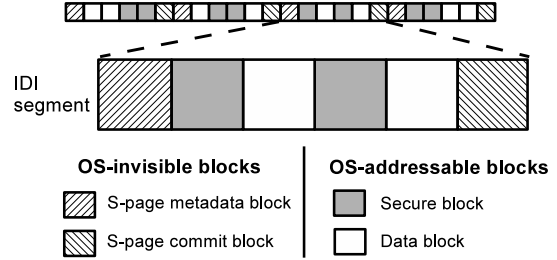 IDI
segment
OS-invisible blocks
S-page metadata block
S-page commit block
OS-addressable blocks
Secure block
Data block